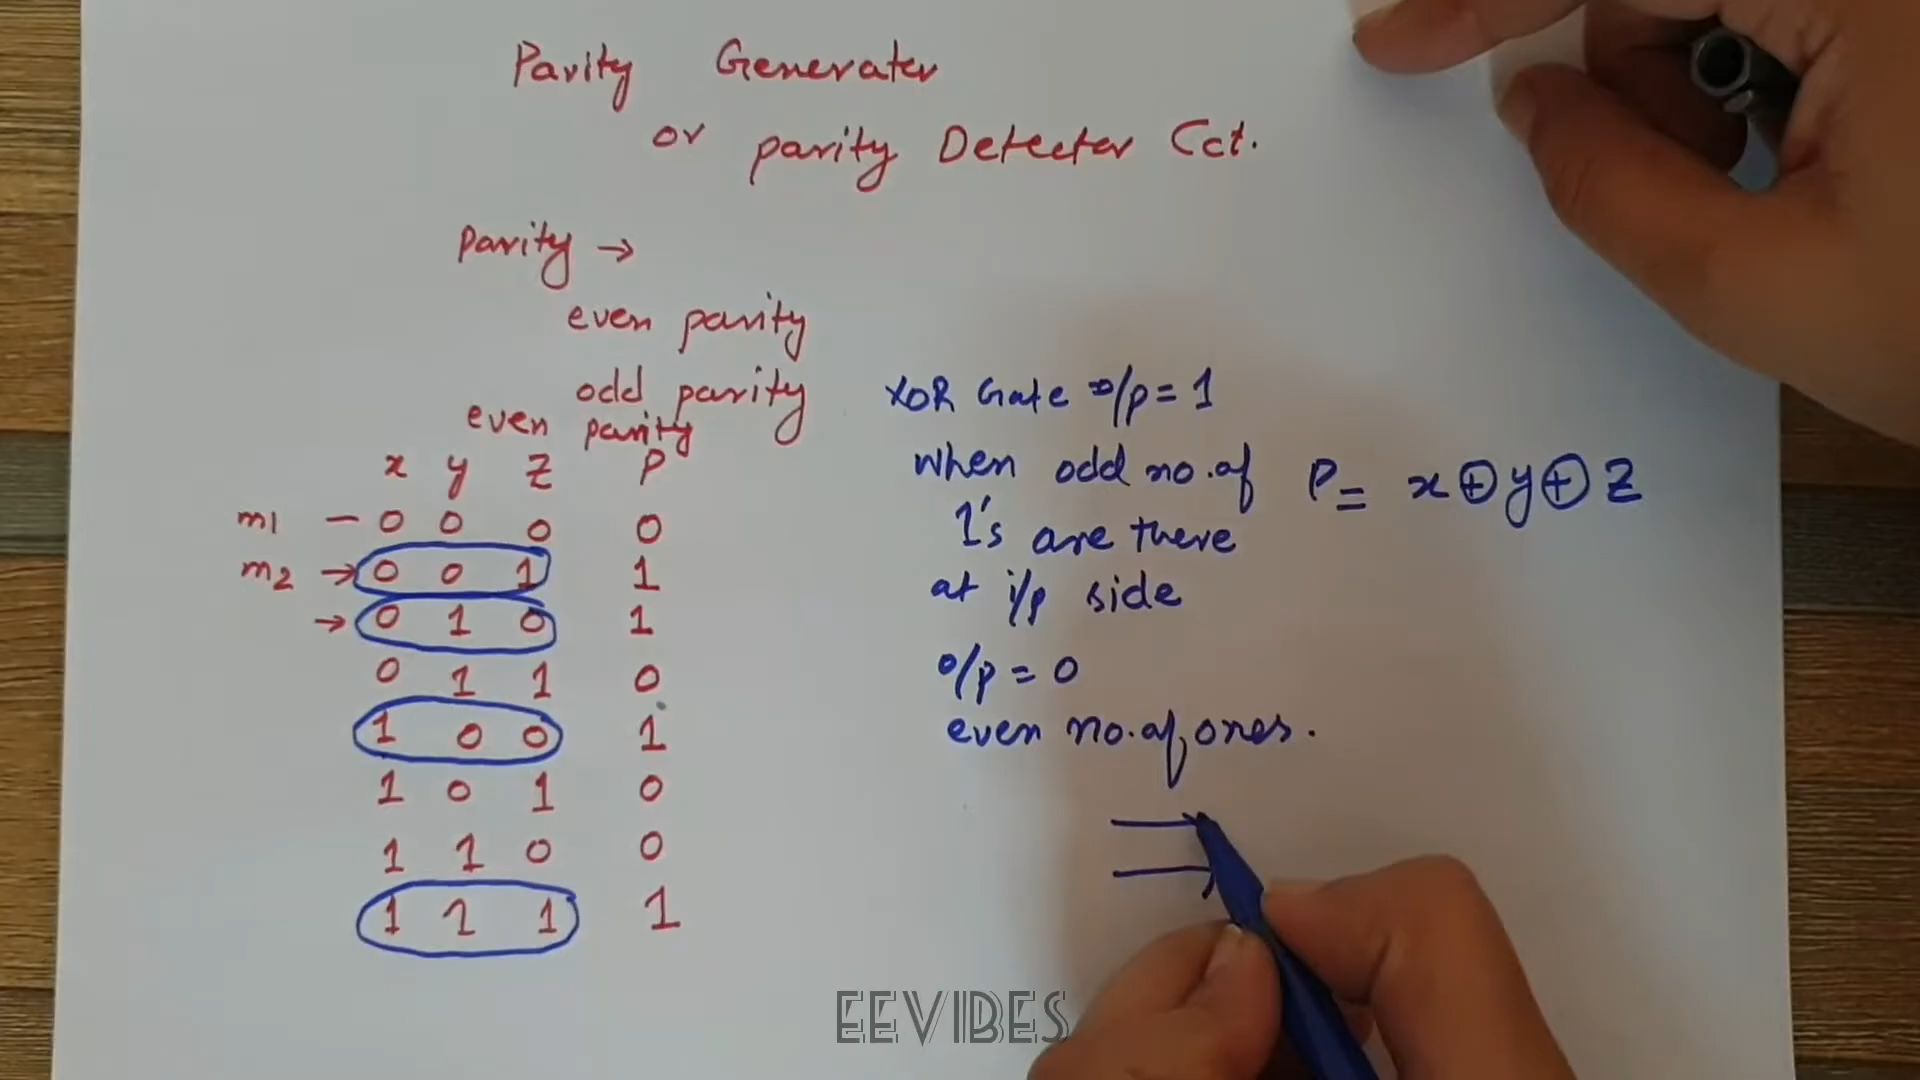 Parity Generater
or parity Detecter Cct.
parity →
even parity
odd parity
even parity
x y z P
m1 - 0 0 0 0
m2 → 0 0 1 1
→ 0 1 0 1
0 1 1 0
1 0 0 1
1 0 1 0
1 1 0 0
1 1 1 1
XOR Gate o/p = 1
when odd no. of
1's are there
at i/p side
o/p = 0
even no. of ones.
P = x ⊕ y ⊕ z
EEVIBES